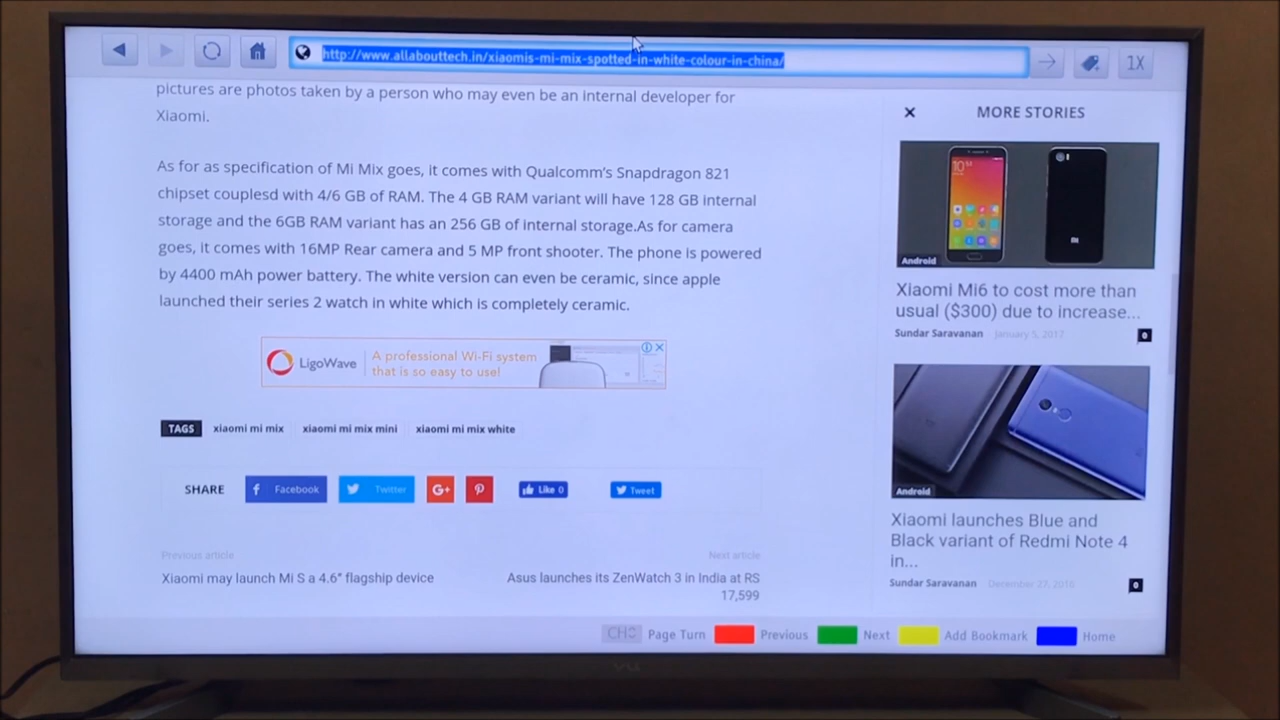 http://www.allabouttech.in/xiaomis-mi-mix-spotted-in-white-colour-in-china/
1X
pictures are photos taken by a person who may even be an internal developer for
Xiaomi.
As for as specification of Mi Mix goes, it comes with Qualcomm's Snapdragon 821
chipset couplesd with 4/6 GB of RAM. The 4 GB RAM variant will have 128 GB internal
storage and the 6GB RAM variant has an 256 GB of internal storage.As for camera
goes, it comes with 16MP Rear camera and 5 MP front shooter. The phone is powered
by 4400 mAh power battery. The white version can even be ceramic, since apple
launched their series 2 watch in white which is completely ceramic.
LigoWave
A professional Wi-Fi system
that is so easy to use!
TAGS xiaomi mi mix xiaomi mi mix mini xiaomi mi mix white
SHARE Facebook Twitter G+ Like 0 Tweet
Previous article Next article
Xiaomi may launch Mi S a 4.6" flagship device
Asus launches its ZenWatch 3 in India at RS
17,599
MORE STORIES
Android
Xiaomi Mi6 to cost more than
usual ($300) due to increase...
Sundar Saravanan - January 5, 2017 0
Android
Xiaomi launches Blue and
Black variant of Redmi Note 4
in...
Sundar Saravanan - December 27, 2016 0
CH Page Turn Previous Next Add Bookmark Home
VU